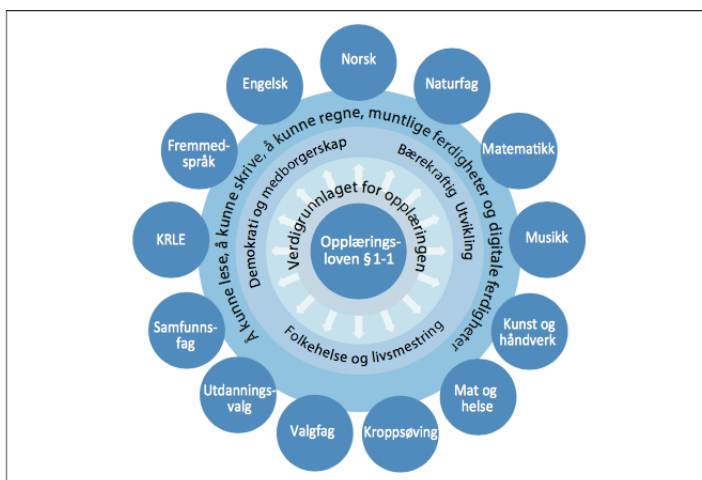 Norsk
Naturfag
Matematikk
Musikk
Kunst og
håndverk
Mat og
helse
Kroppsøving
Valgfag
Utdannings-
valg
Samfunns-
fag
KRLE
Fremmed-
språk
Engelsk
Å kunne lese, å kunne skrive, å kunne regne, muntlige ferdigheter og digitale ferdigheter
Demokrati og medborgerskap
Bærekraftig Utvikling
Folkehelse og livsmestring
Verdigrunnlaget for opplæringen
Opplærings-
loven § 1-1